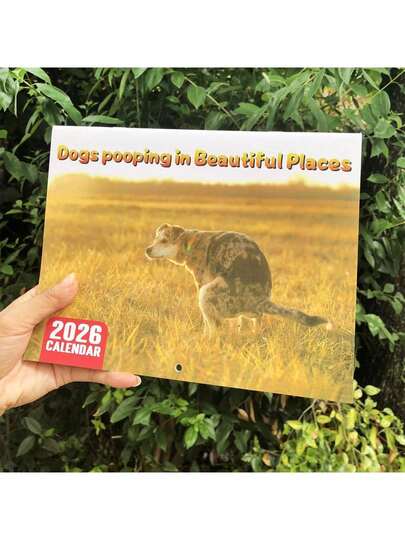 Dogs pooping in Beautiful Places
2026
CALENDAR